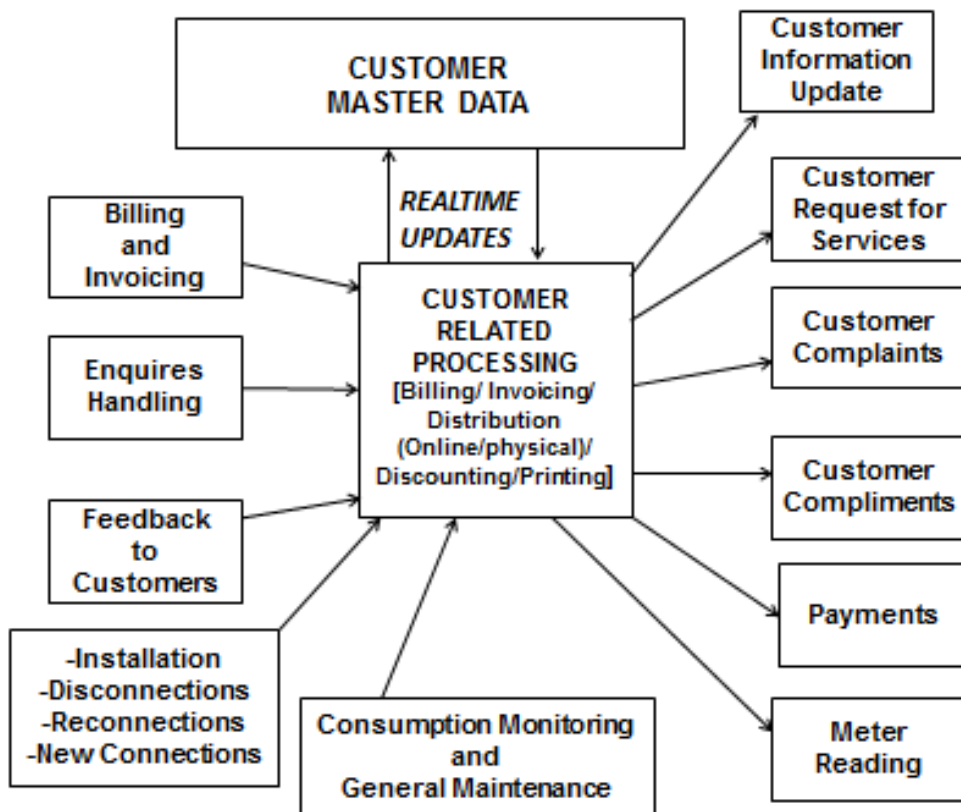 CUSTOMER
MASTER DATA
Customer
Information
Update
REALTIME
UPDATES
Customer
Request for
Services
Billing
and
Invoicing
CUSTOMER
RELATED
PROCESSING
[Billing/ Invoicing/
Distribution
(Online/physical)/
Discounting/Printing]
Customer
Complaints
Enquires
Handling
Customer
Compliments
Feedback
to
Customers
Payments
-Installation
-Disconnections
-Reconnections
-New Connections
Consumption Monitoring
and
General Maintenance
Meter
Reading